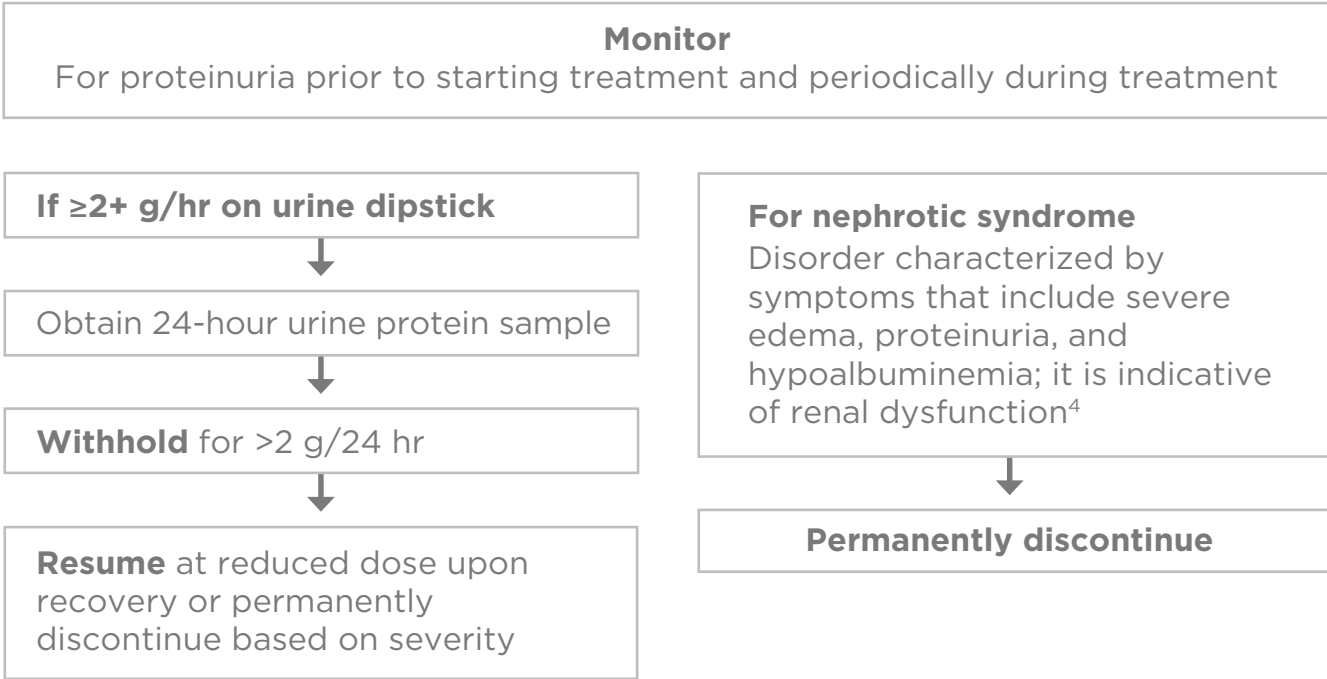 Monitor
For proteinuria prior to starting treatment and periodically during treatment
If ≥2+ g/hr on urine dipstick
Obtain 24-hour urine protein sample
Withhold for >2 g/24 hr
Resume at reduced dose upon
recovery or permanently
discontinue based on severity
For nephrotic syndrome
Disorder characterized by
symptoms that include severe
edema, proteinuria, and
hypoalbuminemia; it is indicative
of renal dysfunction⁴
Permanently discontinue